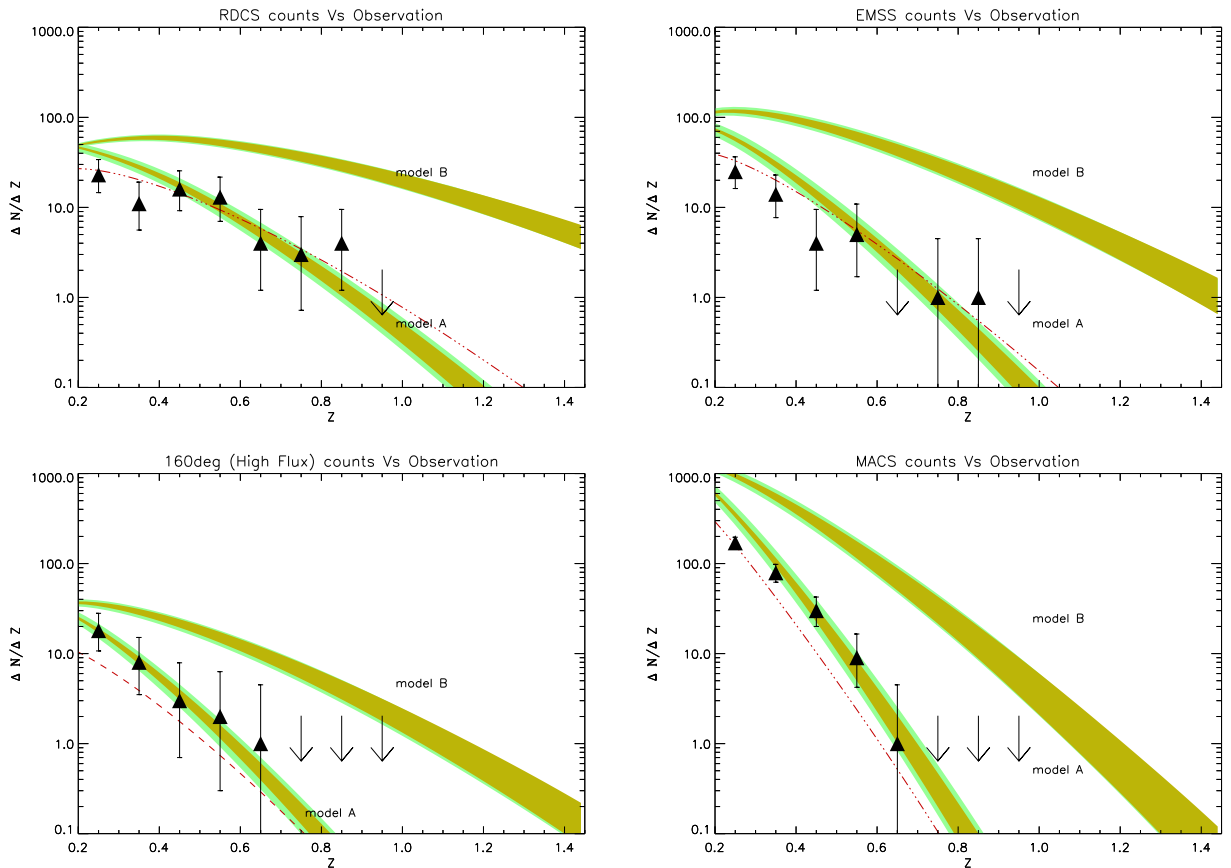 RDCS counts Vs Observation
1000.0
100.0
10.0
1.0
0.1
Δ N/Δ Z
model B
model A
0.2 0.4 0.6 0.8 1.0 1.2 1.4
Z
EMSS counts Vs Observation
1000.0
100.0
10.0
1.0
0.1
Δ N/Δ Z
model B
model A
0.2 0.4 0.6 0.8 1.0 1.2 1.4
Z
160deg (High Flux) counts Vs Observation
1000.0
100.0
10.0
1.0
0.1
Δ N/Δ Z
model B
model A
0.2 0.4 0.6 0.8 1.0 1.2 1.4
Z
MACS counts Vs Observation
1000.0
100.0
10.0
1.0
0.1
Δ N/Δ Z
model B
model A
0.2 0.4 0.6 0.8 1.0 1.2 1.4
Z